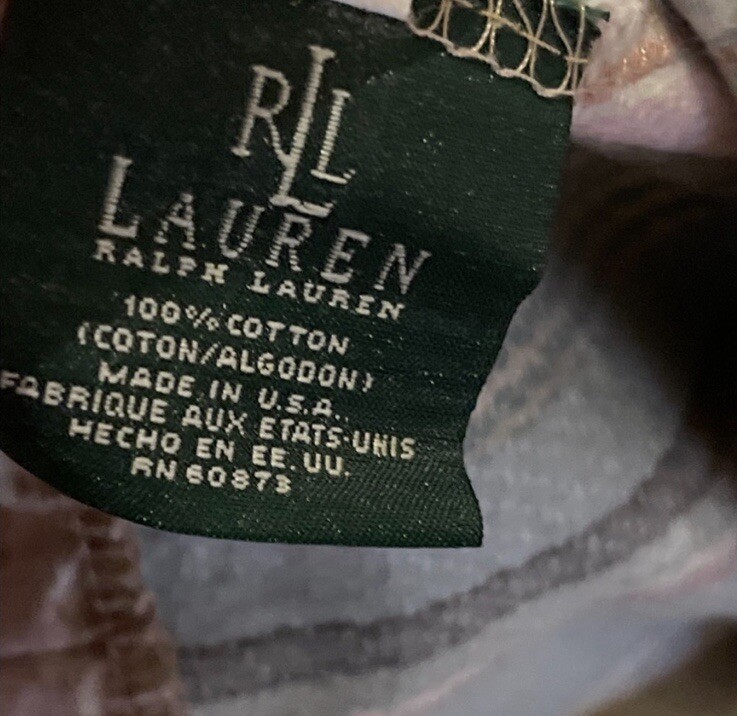 RLL
LAUREN
RALPH LAUREN
100% COTTON
(COTON/ALGODON)
MADE IN U.S.A.
FABRIQUE AUX ETATS-UNIS
HECHO EN EE.UU.
RN 60873